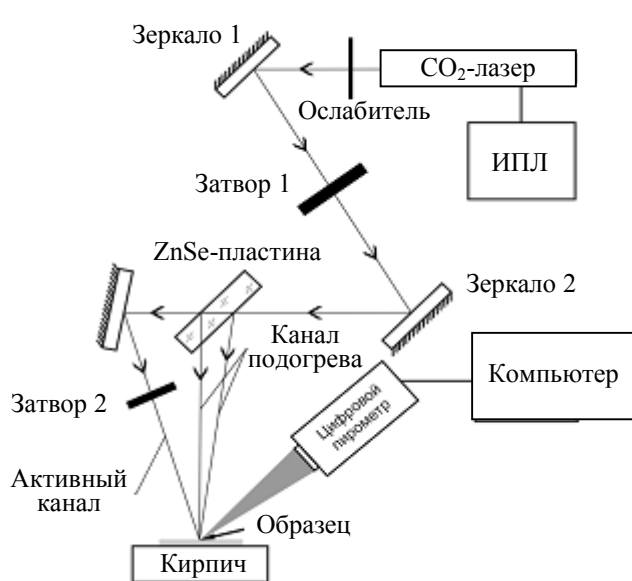 Зеркало 1
CO₂-лазер
Ослабитель
ИПЛ
Затвор 1
ZnSe-пластина
Зеркало 2
Канал
подогрева
Компьютер
Цифровой
пирометр
Затвор 2
Активный
канал
Образец
Кирпич